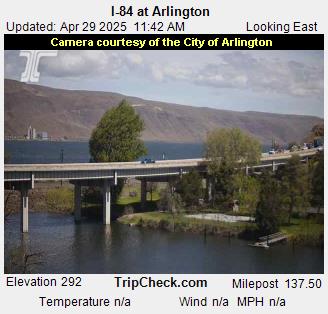 I-84 at Arlington
Updated: Apr 29 2025 11:42 AM Looking East
Camera courtesy of the City of Arlington
Elevation 292 TripCheck.com Milepost 137.50
Temperature n/a Wind n/a MPH n/a